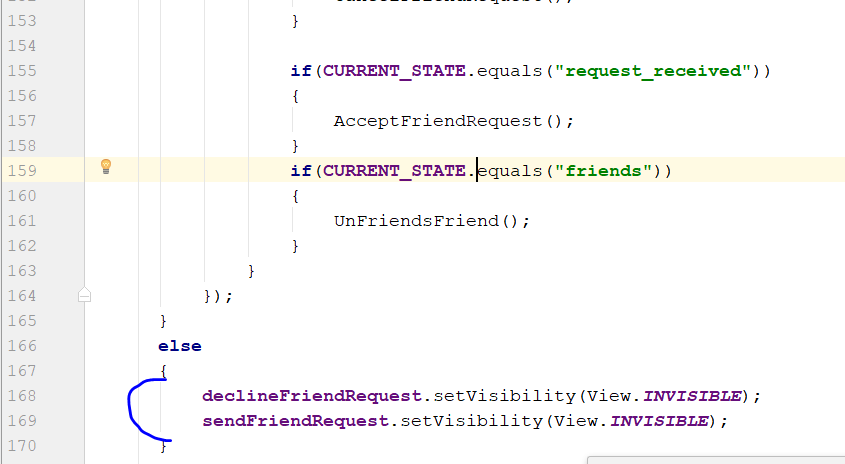 153 }
154
155 if(CURRENT_STATE.equals("request_received"))
156 {
157 AcceptFriendRequest();
158 }
159 if(CURRENT_STATE.equals("friends"))
160 {
161 UnFriendsFriend();
162 }
163 }
164 });
165 }
166 else
167 {
168 declineFriendRequest.setVisibility(View.INVISIBLE);
169 sendFriendRequest.setVisibility(View.INVISIBLE);
170 }